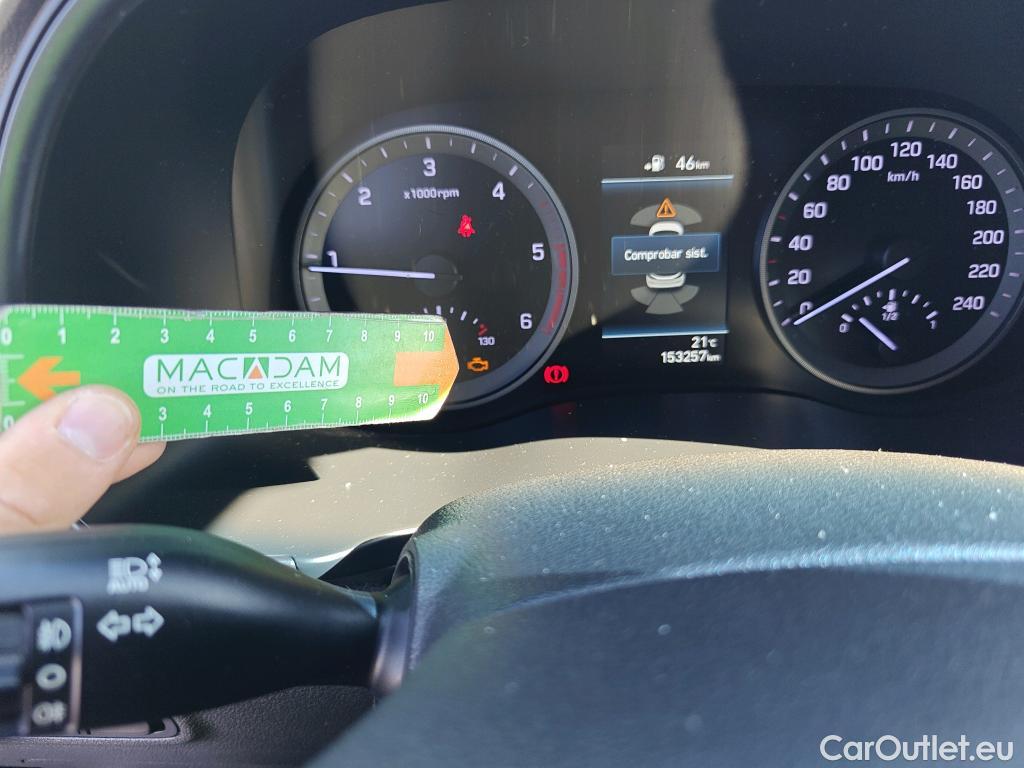 1 2 3 4 5 6
x1000rpm
130
46km
Comprobar sist.
21°C
153257km
0 20 40 60 80 100 120 140 160 180 200 220 240
km/h
0 1/2 1
0 1 2 3 4 5 6 7 8 9 10
MACADAM
ON THE ROAD TO EXCELLENCE
0 3 4 5 6 7 8 9 10
AUTO
CarOutlet.eu